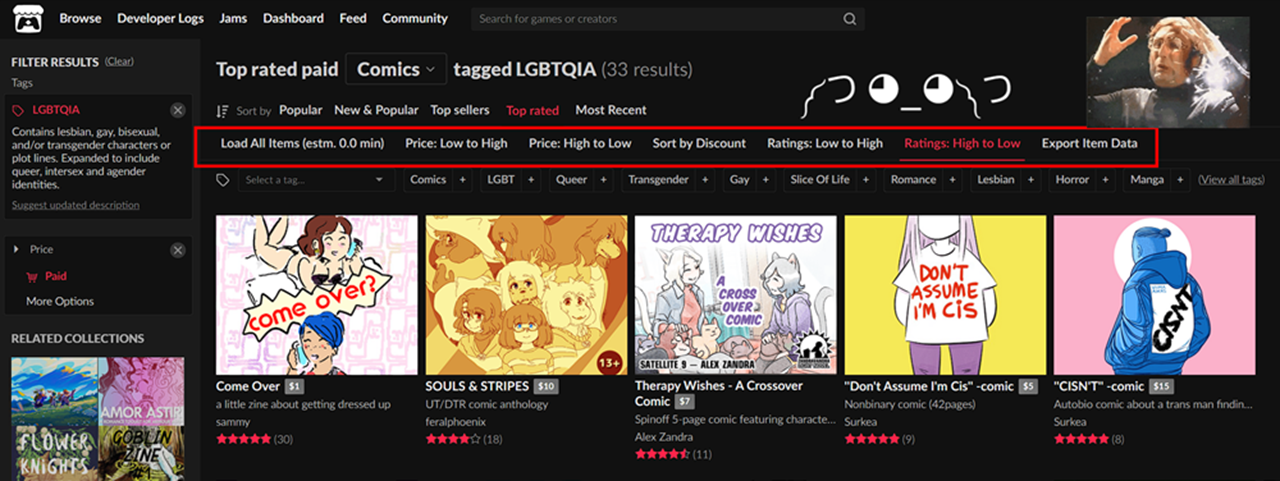 Browse Developer Logs Jams Dashboard Feed Community Search for games or creators
FILTER RESULTS (Clear)
Tags
LGBTQIA
Contains lesbian, gay, bisexual,
and/or transgender characters or
plot lines. Expanded to include
queer, intersex and agender
identities.
Suggest updated description
Price
Paid
More Options
RELATED COLLECTIONS
AMOR ASTIR
FLOWER
KNIGHTS
GOBLIN
ZINE
#1
Top rated paid Comics tagged LGBTQIA (33 results)
Sort by Popular New & Popular Top sellers Top rated Most Recent
Load All Items (estm. 0.0 min) Price: Low to High Price: High to Low Sort by Discount Ratings: Low to High Ratings: High to Low Export Item Data
Select a tag... Comics + LGBT + Queer + Transgender + Gay + Slice Of Life + Romance + Lesbian + Horror + Manga + (View all tags)
come over?
Come Over $1
a little zine about getting dressed up
sammy
(30)
13+
SOULS & STRIPES $10
UT/DTR comic anthology
feralphoenix
(18)
THERAPY WISHES
A
CROSS
OVER
COMIC
SATELLITE 9 – ALEX ZANDRA
Therapy Wishes - A Crossover
Comic $7
Spinoff 5-page comic featuring characte...
Alex Zandra
(11)
DON'T
ASSUME
I'M CIS
"Don't Assume I'm Cis" -comic $5
Nonbinary comic (42pages)
Surkea
(9)
CISN'T
"CISN'T" -comic $15
Autobio comic about a trans man findin...
Surkea
(8)